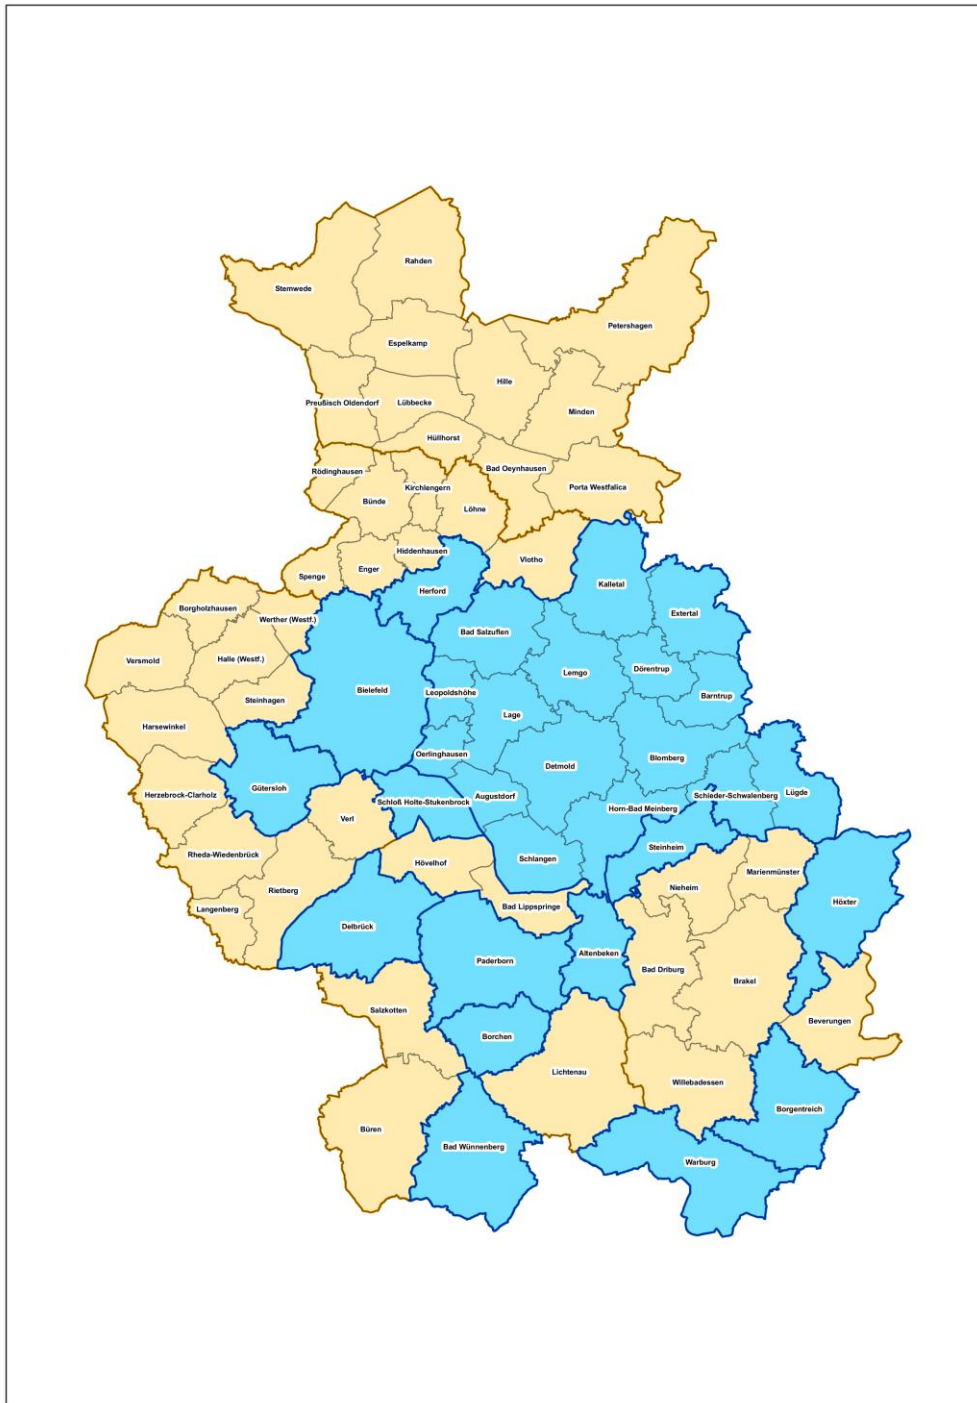 Rahden
Stemwede
Petershagen
Espelkamp
Hille
Preußisch Oldendorf
Lübbecke
Minden
Hüllhorst
Bad Oeynhausen
Rödinghausen
Kirchlengern
Porta Westfalica
Bünde
Löhne
Hiddenhausen
Vlotho
Enger
Spenge
Kalletal
Herford
Borgholzhausen
Extertal
Werther (Westf.)
Bad Salzuflen
Versmold
Halle (Westf.)
Dörentrup
Lemgo
Bielefeld
Leopoldshöhe
Barntrup
Steinhagen
Lage
Harsewinkel
Oerlinghausen
Blomberg
Detmold
Gütersloh
Herzebrock-Clarholz
Lügde
Augustdorf
Schieder-Schwalenberg
Schloß Holte-Stukenbrock
Horn-Bad Meinberg
Verl
Steinheim
Rheda-Wiedenbrück
Schlangen
Hövelhof
Marienmünster
Nieheim
Rietberg
Höxter
Bad Lippspringe
Langenberg
Delbrück
Altenbeken
Paderborn
Bad Driburg
Brakel
Salzkotten
Beverungen
Borchen
Lichtenau
Willebadessen
Borgentreich
Büren
Bad Wünnenberg
Warburg